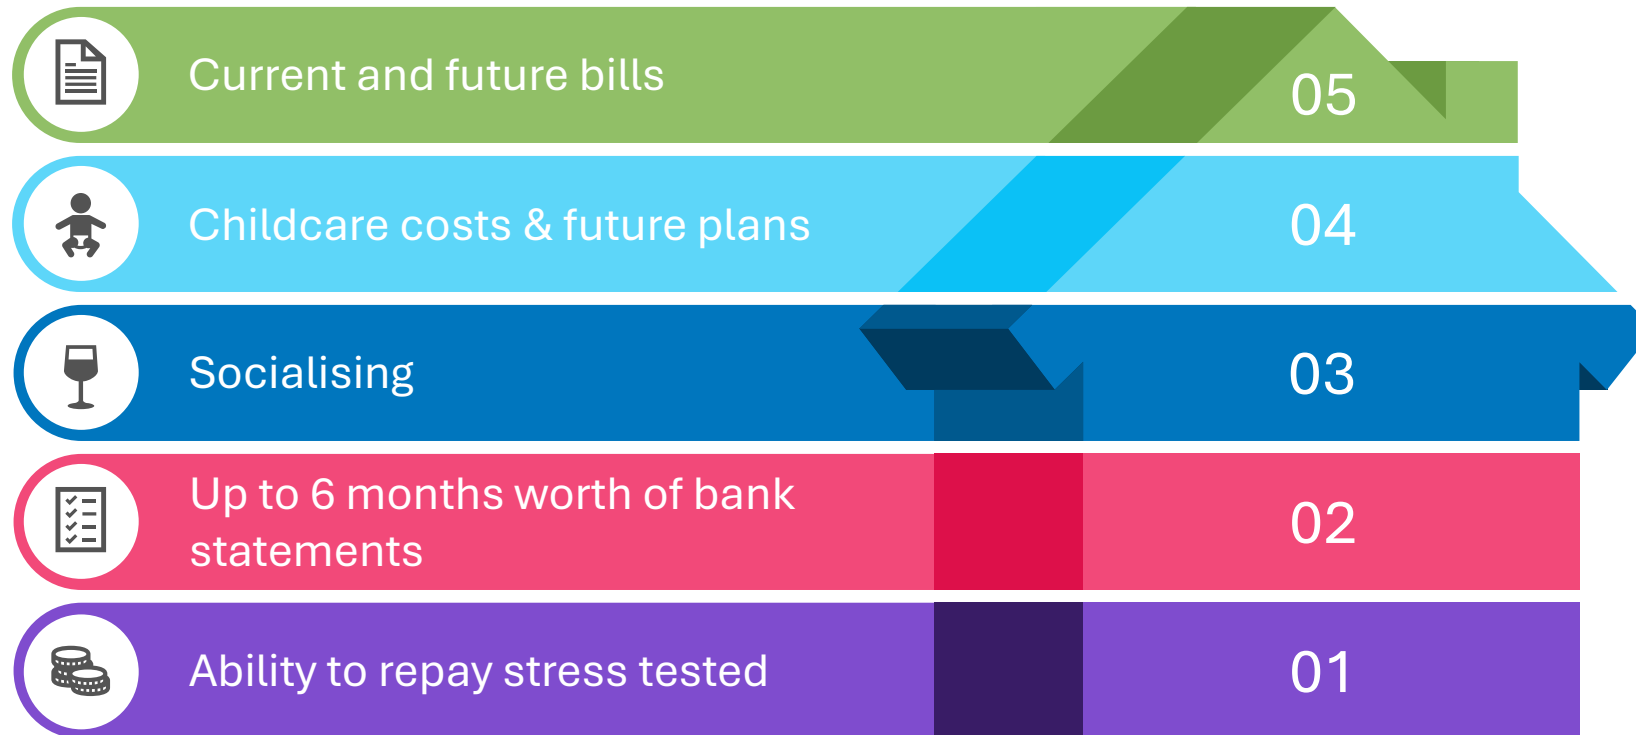 Current and future bills
05
Childcare costs & future plans
04
Socialising
03
Up to 6 months worth of bank
statements
02
Ability to repay stress tested
01